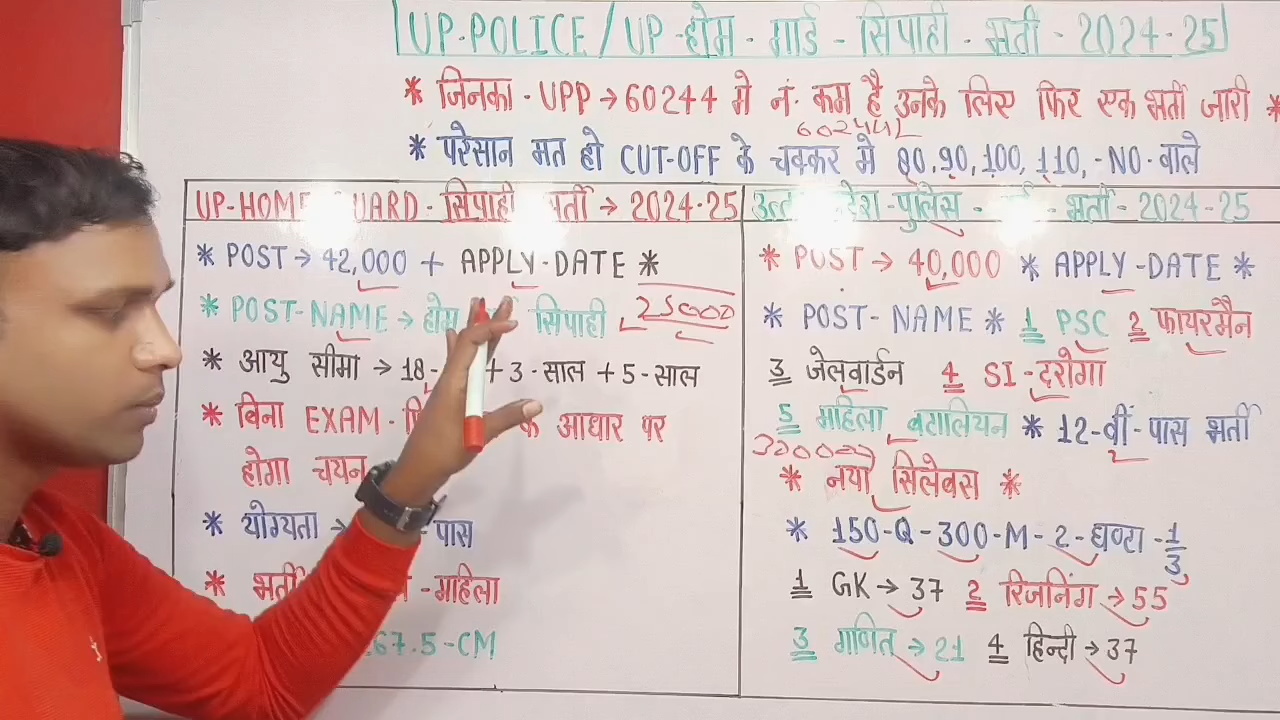 UP-POLICE / UP-होम-गार्ड-सिपाही-भर्ती-2024-25
* जिनका-UPP→60244 मे नं. कम है उनके लिए फिर एक भर्ती जारी *
60244
* परेसान मत हो CUT-OFF के चक्कर मे 80,90,100,110,-NO-वाले
UP-HOME GUARD-सिपाही भर्ती→2024-25
* POST→42,000 + APPLY-DATE *
* POST-NAME→होम सिपाही
25000
* आयु सीमा→18- +3-साल+5-साल
* बिना EXAM- के आधार पर
होगा चयन
* योग्यता→ -पास
* भर्ती -महिला
167.5-CM
पुलिस - भर्ती-2024-25
* POST→40,000 * APPLY-DATE *
* POST-NAME * 1 PSC 2 फायरमैन
3 जेलवार्डन 4 SI-दरोगा
5 महिला बटालियन * 12-वीं-पास भर्ती
* नया सिलेबस *
* 150-Q-300-M-2-घण्टा-1/3
1 GK→37 2 रिजनिंग→55
3 गणित→21 4 हिन्दी→37